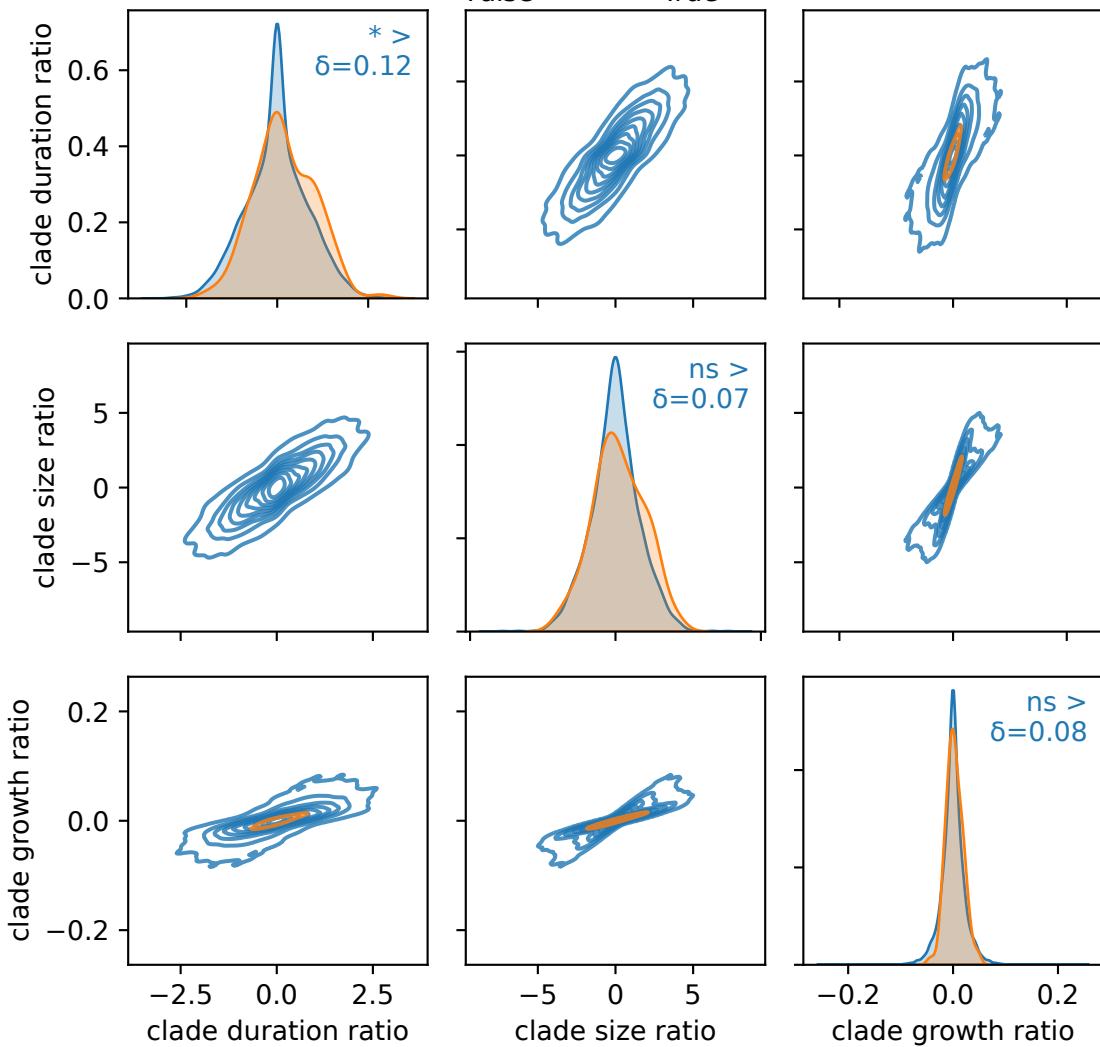 * >
δ=0.12
clade duration ratio
0.6
0.4
0.2
0.0
ns >
δ=0.07
clade size ratio
5
0
−5
ns >
δ=0.08
clade growth ratio
0.2
0.0
−0.2
−2.5 0.0 2.5
−5 0 5
−0.2 0.0 0.2
clade duration ratio
clade size ratio
clade growth ratio